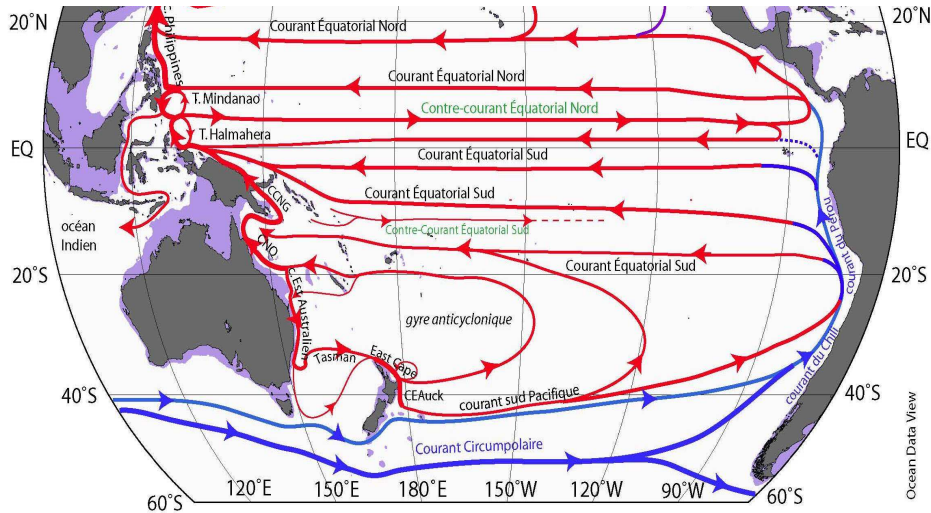 20˚N
20˚N
Courant Équatorial Nord
c. Philippines
Courant Équatorial Nord
T. Mindanao
Contre-courant Équatorial Nord
T. Halmahera
EQ
EQ
Courant Équatorial Sud
Courant Équatorial Sud
CCNG
océan
Indien
Contre-Courant Équatorial Sud
CNQ
Courant Équatorial Sud
courant du Pérou
20˚S
20˚S
c. Est Australien
gyre anticyclonique
Tasman
East Cape
CEAuck
courant sud Pacifique
courant du Chili
40˚S
40˚S
Courant Circumpolaire
120˚E
150˚E
180˚E
150˚W
120˚W
90˚W
60˚S
60˚S
Ocean Data View